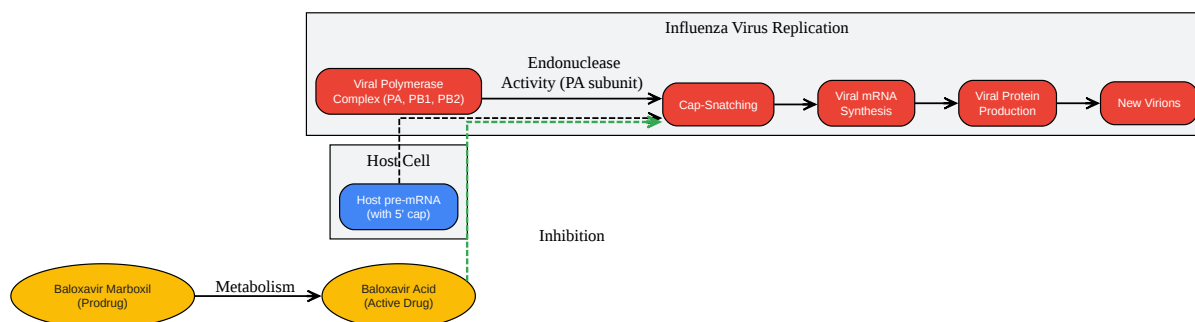 Influenza Virus Replication
Viral Polymerase
Complex (PA, PB1, PB2)
Endonuclease
Activity (PA subunit)
Cap-Snatching
Viral mRNA
Synthesis
Viral Protein
Production
New Virions
Host Cell
Host pre-mRNA
(with 5' cap)
Inhibition
Baloxavir Marboxil
(Prodrug)
Metabolism
Baloxavir Acid
(Active Drug)